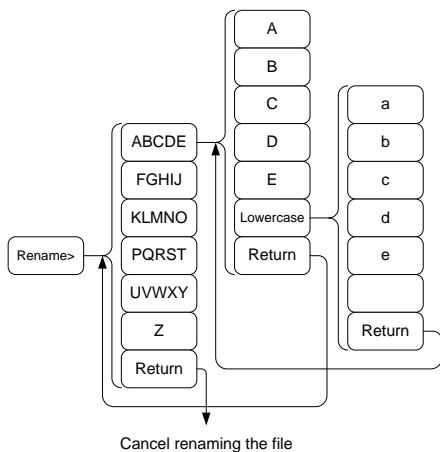 Rename>
ABCDE
FGHIJ
KLMNO
PQRST
UVWXY
Z
Return
A
B
C
D
E
Lowercase
Return
a
b
c
d
e
Return
Cancel renaming the file